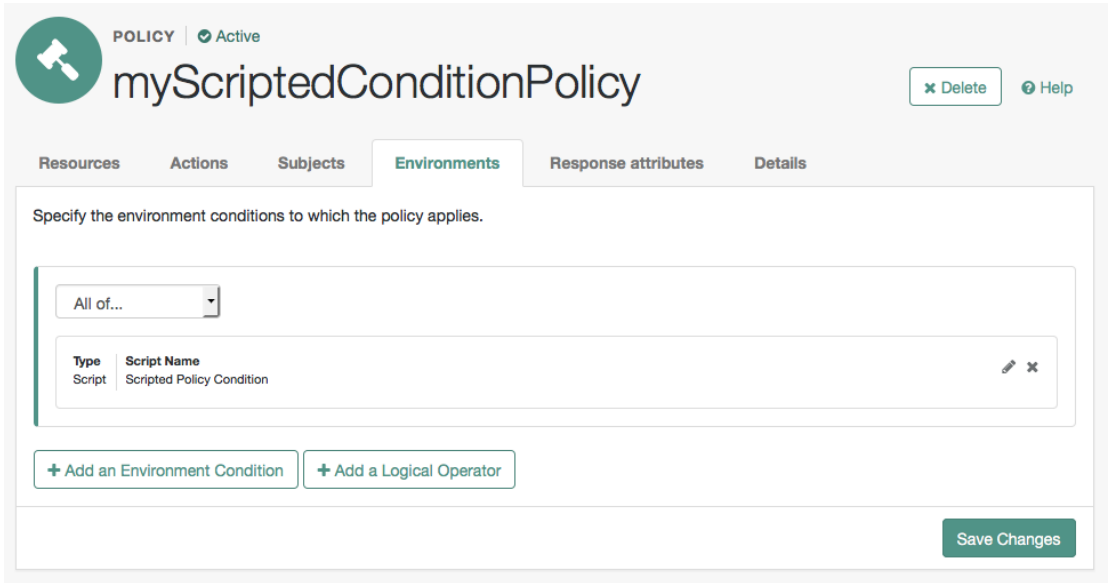 POLICY Active
myScriptedConditionPolicy
Delete Help
Resources Actions Subjects Environments Response attributes Details
Specify the environment conditions to which the policy applies.
All of...
Type Script Name
Script Scripted Policy Condition
+ Add an Environment Condition + Add a Logical Operator
Save Changes